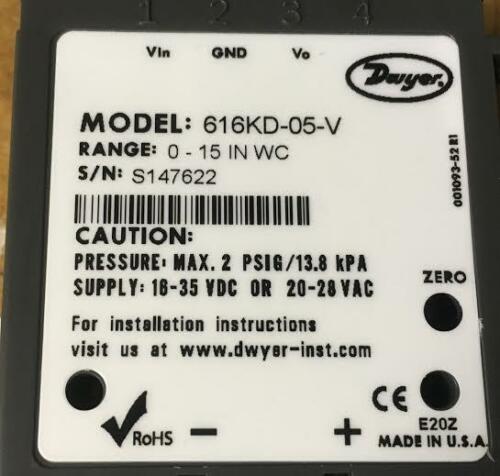 1 2 3 4
Vin GND Vo
Dwyer
MODEL: 616KD-05-V
RANGE: 0 - 15 IN WC
S/N: S147622
001093-52 R1
CAUTION:
PRESSURE: MAX. 2 PSIG/13.8 kPA
SUPPLY: 16-35 VDC OR 20-28 VAC
ZERO
For installation instructions
visit us at www.dwyer-inst.com
RoHS - + CE E20Z
MADE IN U.S.A.